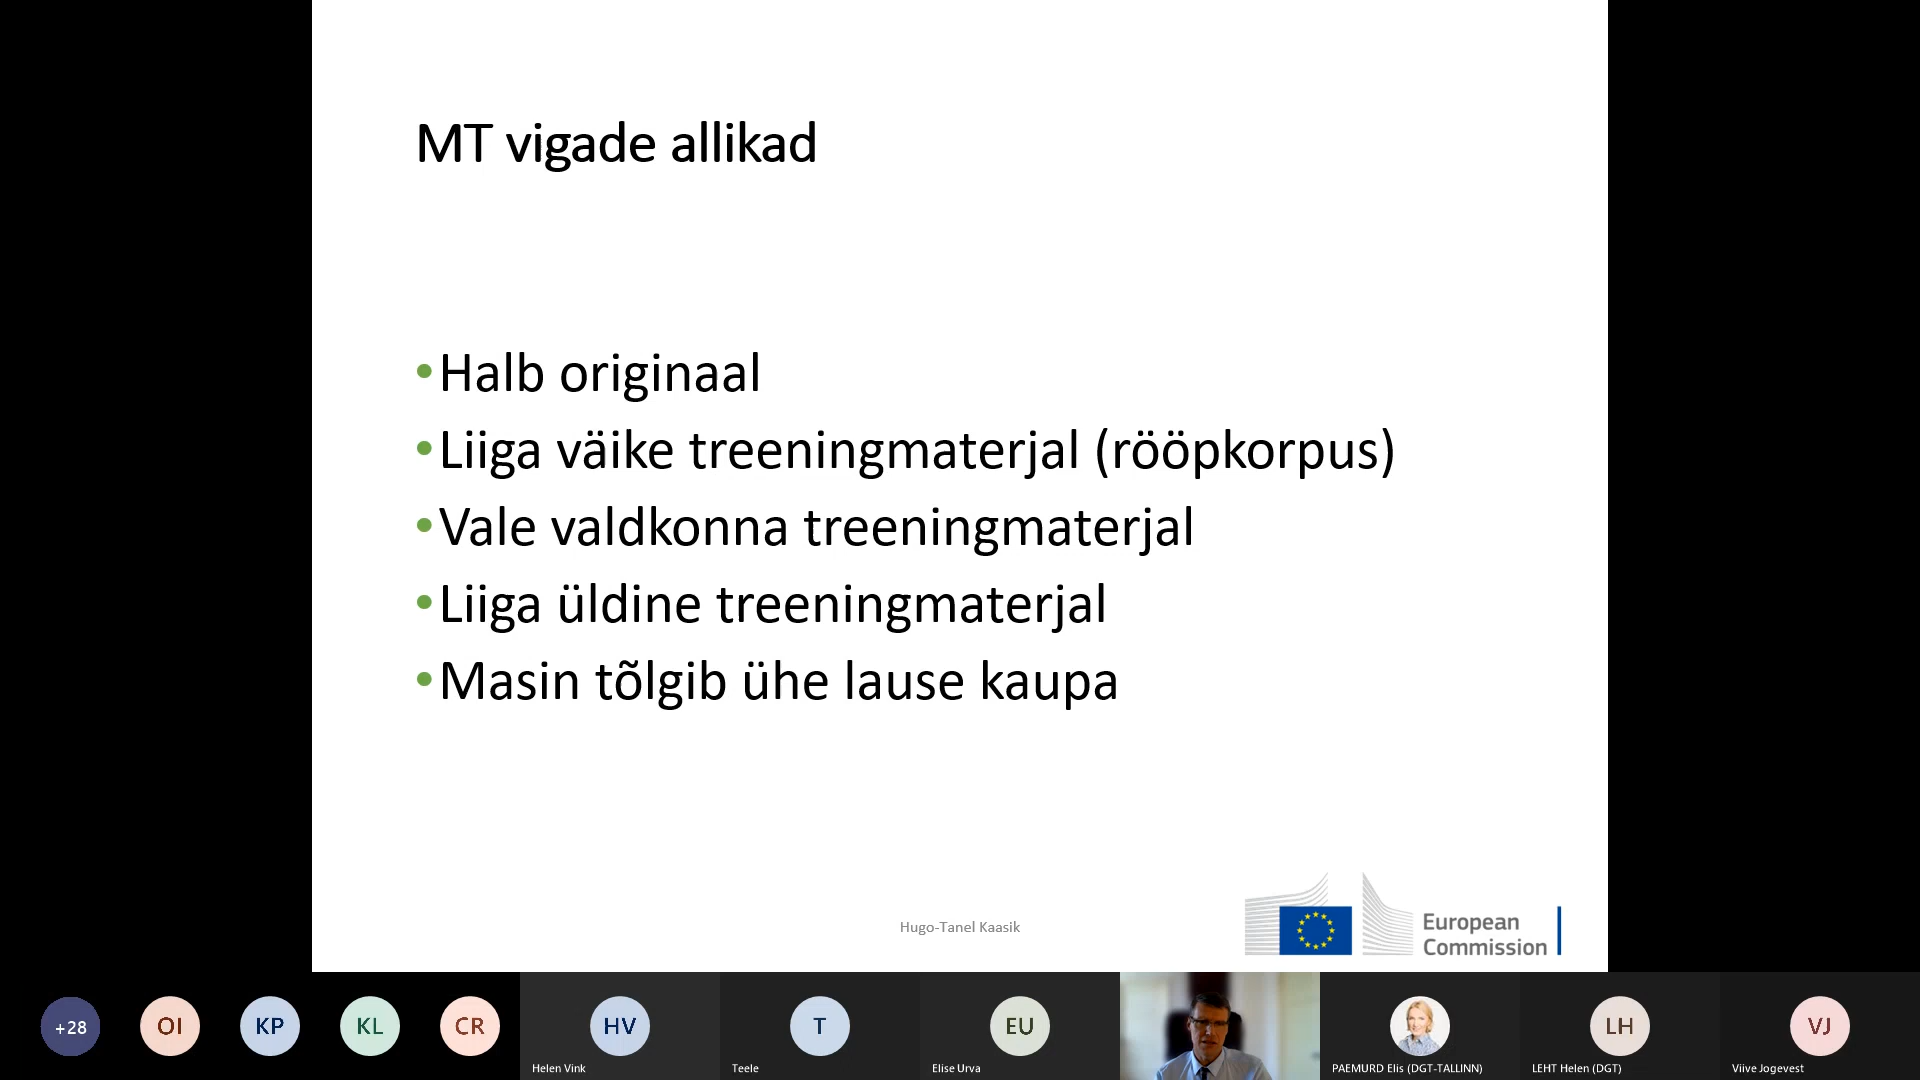 MT vigade allikad
•Halb originaal
•Liiga väike treeningmaterjal (rööpkorpus)
•Vale valdkonna treeningmaterjal
•Liiga üldine treeningmaterjal
•Masin tõlgib ühe lause kaupa
Hugo-Tanel Kaasik
European
Commission
+28
OI
KP
KL
CR
HV
T
EU
LH
VJ
Helen Vink
Teele
Elise Urva
PAEMURD Elis (DGT-TALLINN)
LEHT Helen (DGT)
Viive Jogevest